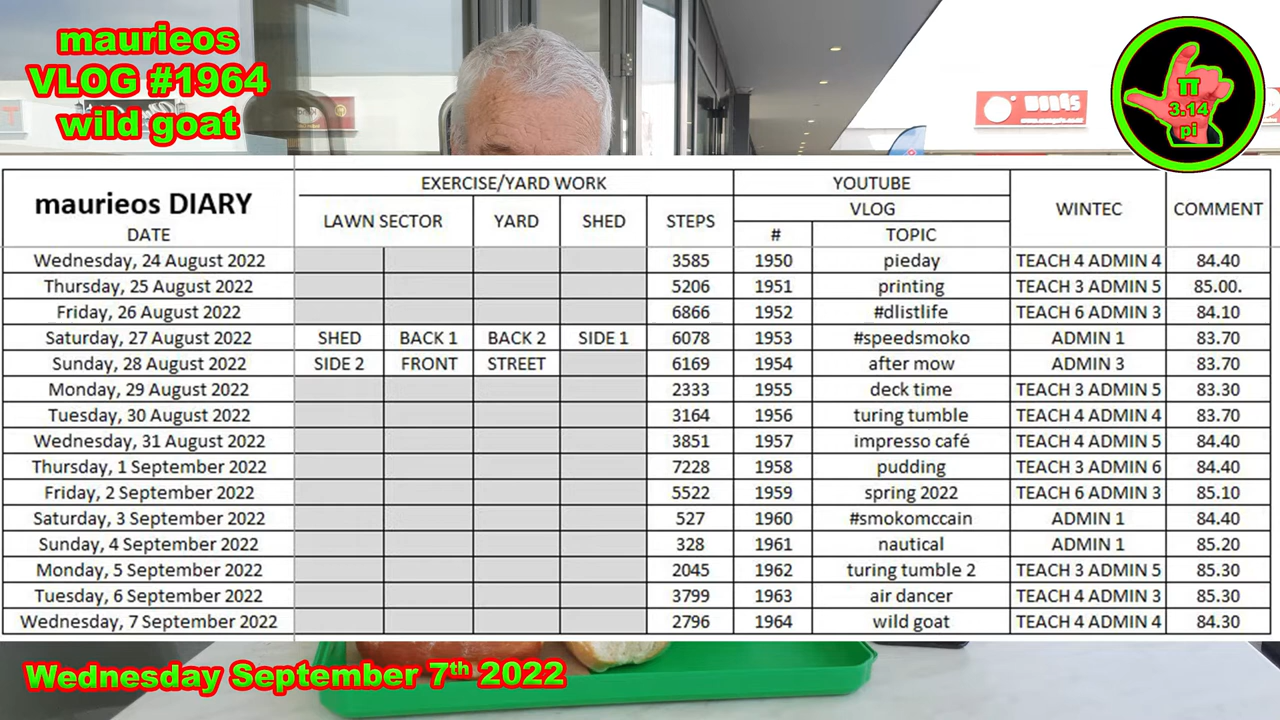 maurieos
VLOG #1964
wild goat
π
3.14
pi
maurieos DIARY
DATE
EXERCISE/YARD WORK
LAWN SECTOR YARD SHED STEPS
YOUTUBE
VLOG
# TOPIC
WINTEC COMMENT
Wednesday, 24 August 2022 3585 1950 pieday TEACH 4 ADMIN 4 84.40
Thursday, 25 August 2022 5206 1951 printing TEACH 3 ADMIN 5 85.00.
Friday, 26 August 2022 6866 1952 #dlistlife TEACH 6 ADMIN 3 84.10
Saturday, 27 August 2022 SHED BACK 1 BACK 2 SIDE 1 6078 1953 #speedsmoko ADMIN 1 83.70
Sunday, 28 August 2022 SIDE 2 FRONT STREET 6169 1954 after mow ADMIN 3 83.70
Monday, 29 August 2022 2333 1955 deck time TEACH 3 ADMIN 5 83.30
Tuesday, 30 August 2022 3164 1956 turing tumble TEACH 4 ADMIN 4 83.70
Wednesday, 31 August 2022 3851 1957 impresso café TEACH 4 ADMIN 5 84.40
Thursday, 1 September 2022 7228 1958 pudding TEACH 3 ADMIN 6 84.40
Friday, 2 September 2022 5522 1959 spring 2022 TEACH 6 ADMIN 3 85.10
Saturday, 3 September 2022 527 1960 #smokomccain ADMIN 1 84.40
Sunday, 4 September 2022 328 1961 nautical ADMIN 1 85.20
Monday, 5 September 2022 2045 1962 turing tumble 2 TEACH 3 ADMIN 5 85.30
Tuesday, 6 September 2022 3799 1963 air dancer TEACH 4 ADMIN 3 85.30
Wednesday, 7 September 2022 2796 1964 wild goat TEACH 4 ADMIN 4 84.30
Wednesday September 7th 2022